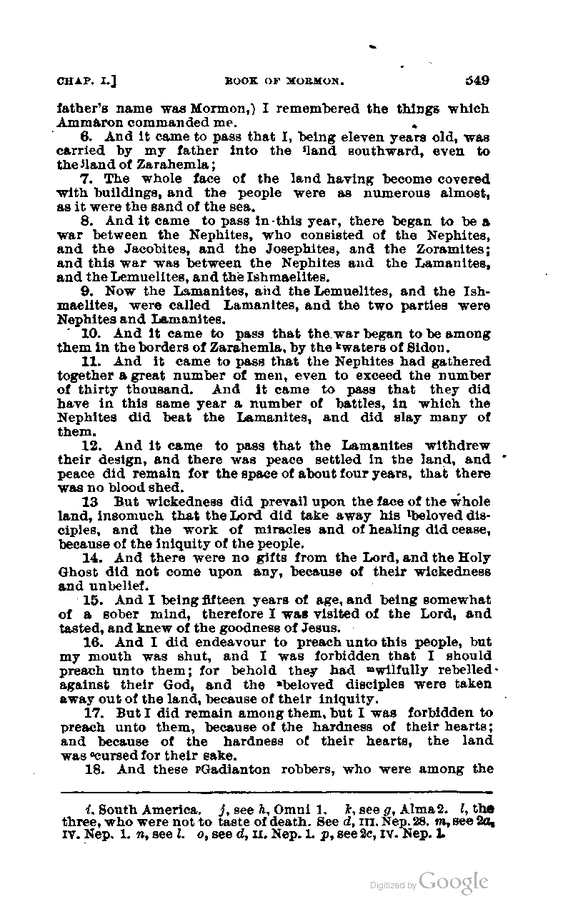 CHAP. I.] BOOK OF MORMON. 549
father's name was Mormon,) I remembered the things which
Ammaron commanded me.
6. And it came to pass that I, being eleven years old, was
carried by my father into the ⁱland southward, even to
the ʲland of Zarahemla;
7. The whole face of the land having become covered
with buildings, and the people were as numerous almost,
as it were the sand of the sea.
8. And it came to pass in this year, there began to be a
war between the Nephites, who consisted of the Nephites,
and the Jacobites, and the Josephites, and the Zoramites;
and this war was between the Nephites and the Lamanites,
and the Lemuelites, and the Ishmaelites.
9. Now the Lamanites, and the Lemuelites, and the Ish-
maelites, were called Lamanites, and the two parties were
Nephites and Lamanites.
10. And it came to pass that the war began to be among
them in the borders of Zarahemla, by the ᵏwaters of Sidon.
11. And it came to pass that the Nephites had gathered
together a great number of men, even to exceed the number
of thirty thousand. And it came to pass that they did
have in this same year a number of battles, in which the
Nephites did beat the Lamanites, and did slay many of
them.
12. And it came to pass that the Lamanites withdrew
their design, and there was peace settled in the land, and
peace did remain for the space of about four years, that there
was no blood shed.
13 But wickedness did prevail upon the face of the whole
land, insomuch that the Lord did take away his ˡbeloved dis-
ciples, and the work of miracles and of healing did cease,
because of the iniquity of the people.
14. And there were no gifts from the Lord, and the Holy
Ghost did not come upon any, because of their wickedness
and unbelief.
15. And I being fifteen years of age, and being somewhat
of a sober mind, therefore I was visited of the Lord, and
tasted, and knew of the goodness of Jesus.
16. And I did endeavour to preach unto this people, but
my mouth was shut, and I was forbidden that I should
preach unto them; for behold they had ᵐwilfully rebelled
against their God, and the ⁿbeloved disciples were taken
away out of the land, because of their iniquity.
17. But I did remain among them, but I was forbidden to
preach unto them, because of the hardness of their hearts;
and because of the hardness of their hearts, the land
was ᵒcursed for their sake.
18. And these ᵖGadianton robbers, who were among the
i. South America. j, see h, Omni 1. k, see g, Alma 2. l, the
three, who were not to taste of death. See d, III. Nep. 28. m, see 2a,
IV. Nep. 1. n, see l. o, see d, II. Nep. 1. p, see 2c, IV. Nep. 1.
Digitized by Google